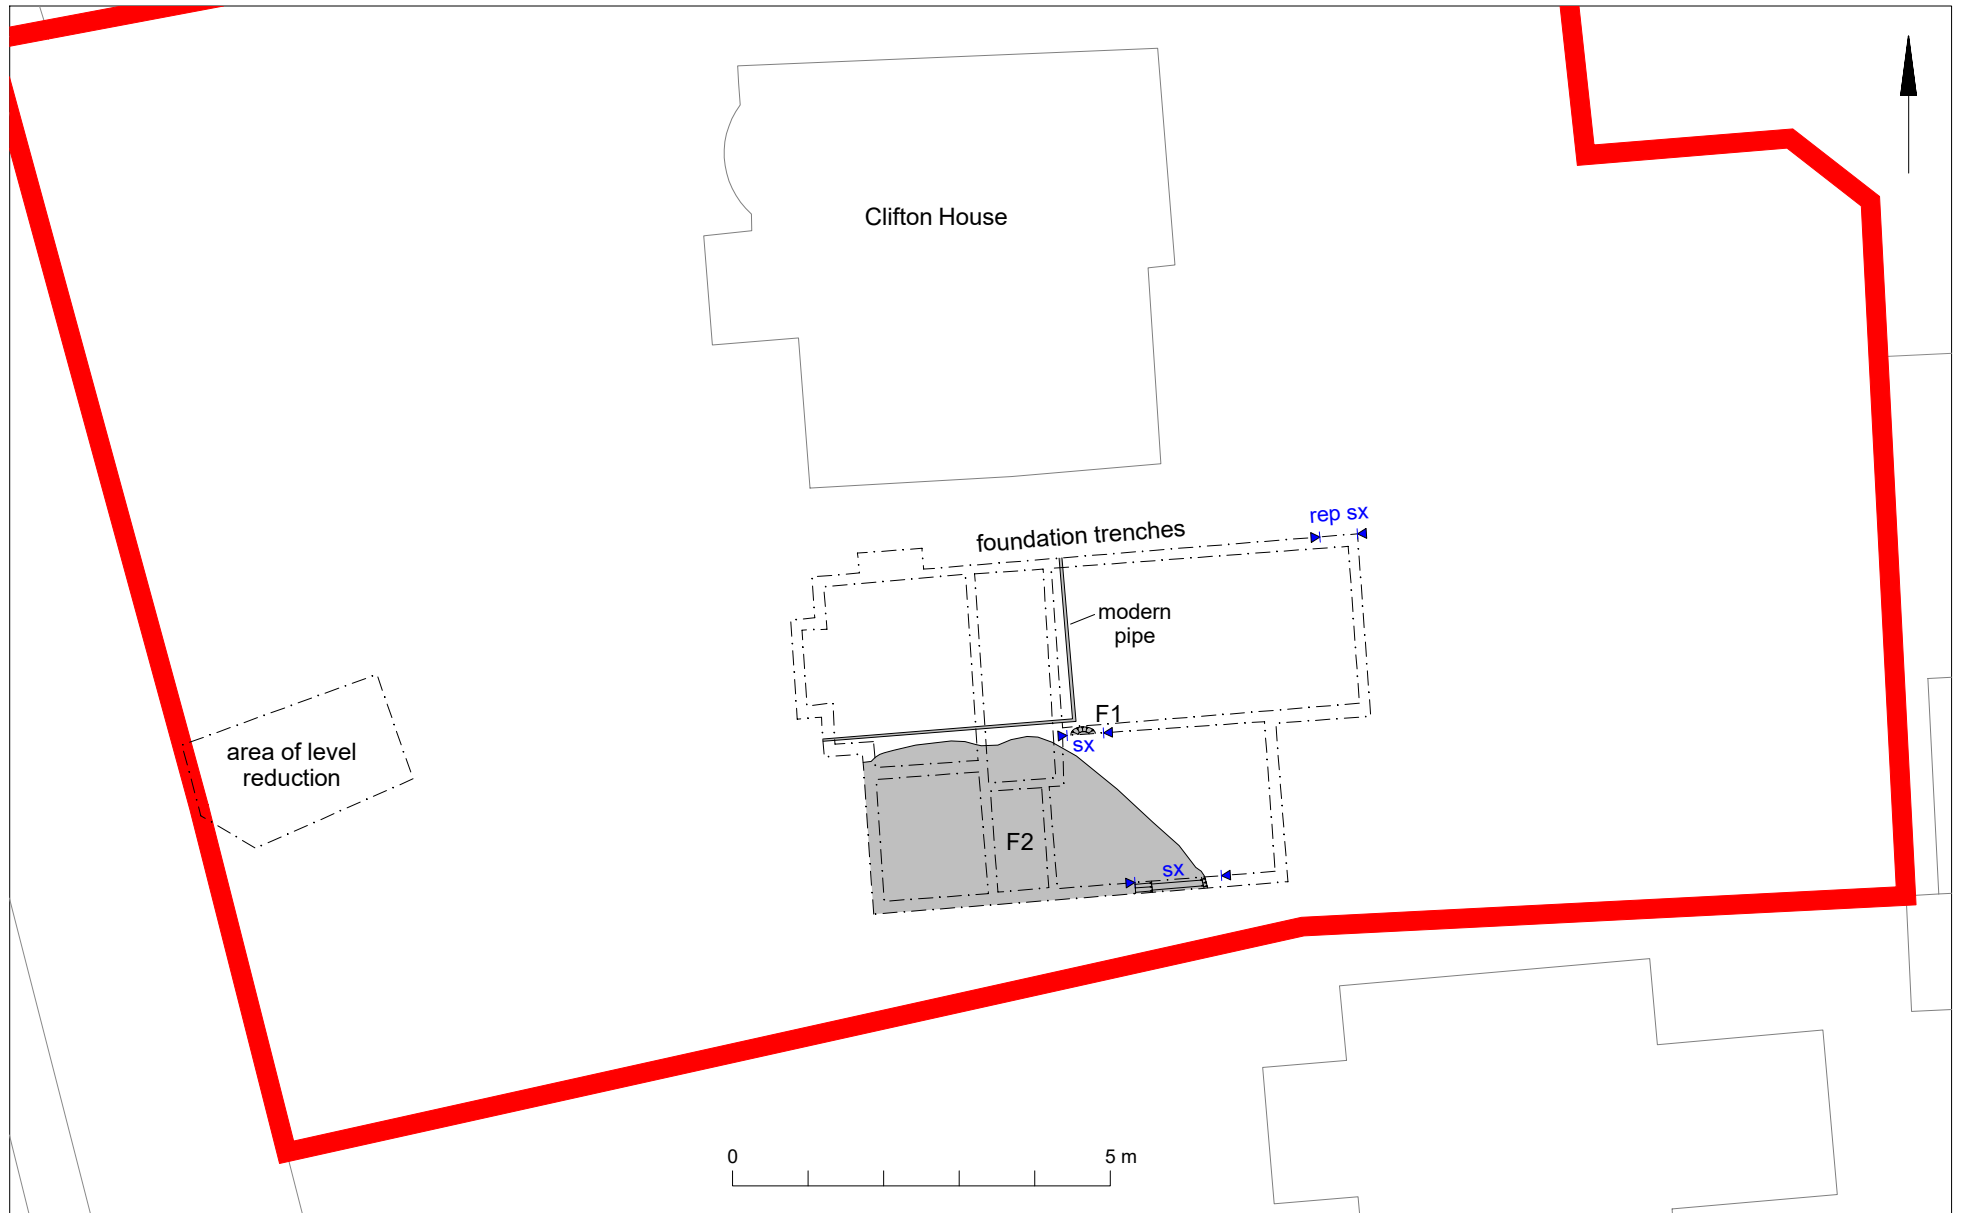 Clifton House
rep sx
foundation trenches
modern
pipe
F1
sx
area of level
reduction
F2
sx
0
5 m